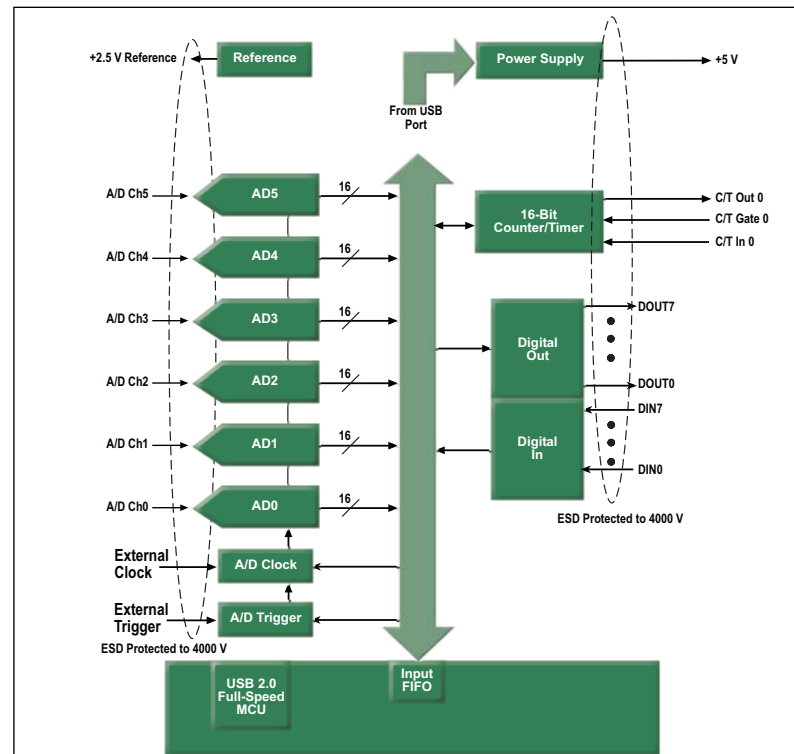 +2.5 V Reference
Reference
Power Supply
+5 V
From USB
Port
A/D Ch5
AD5
16
16-Bit
Counter/Timer
C/T Out 0
C/T Gate 0
C/T In 0
A/D Ch4
AD4
16
A/D Ch3
AD3
16
Digital
Out
DOUT7
DOUT0
A/D Ch2
AD2
16
Digital
In
DIN7
DIN0
A/D Ch1
AD1
16
A/D Ch0
AD0
16
ESD Protected to 4000 V
External
Clock
A/D Clock
External
Trigger
A/D Trigger
ESD Protected to 4000 V
USB 2.0
Full-Speed
MCU
Input
FIFO